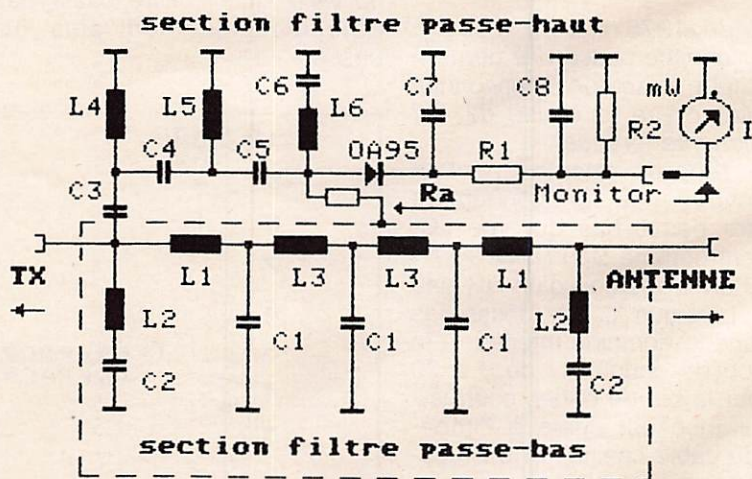 section filtre passe-haut
C6
mW
L4
L5
L6
C7
C8
R2
I
C4
C5
OA95
R1
C3
Ra
Monitor
TX
L1
L3
L3
L1
ANTENNE
L2
C1
C1
C1
L2
C2
C2
section filtre passe-bas